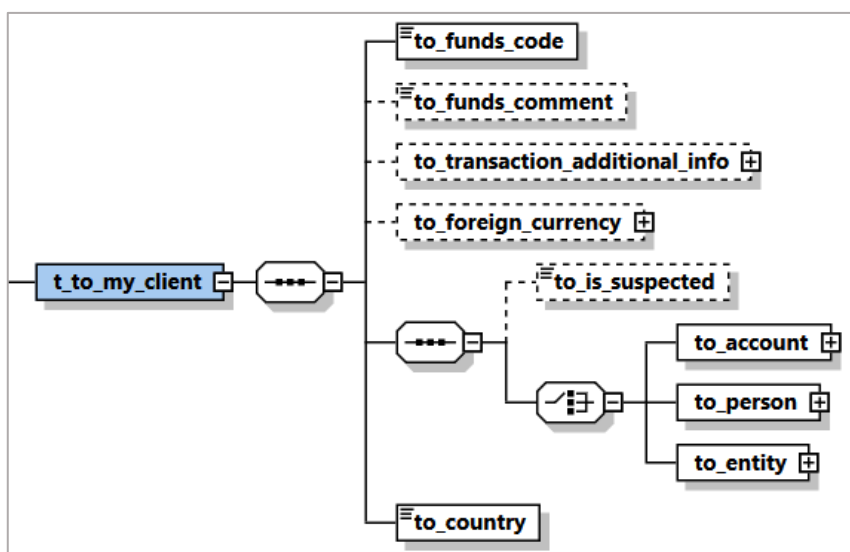 to_funds_code
to_funds_comment
to_transaction_additional_info
to_foreign_currency
t_to_my_client
to_is_suspected
to_account
to_person
to_entity
to_country